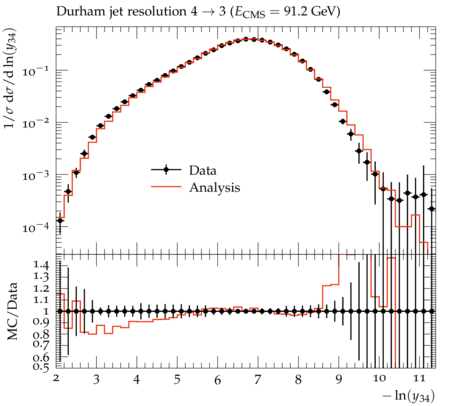 Durham jet resolution 4 → 3 (E_CMS = 91.2 GeV)
1/σ dσ/d ln(y_34)
10^−1
10^−2
10^−3
10^−4
Data
Analysis
MC/Data
1.4
1.3
1.2
1.1
1
0.9
0.8
0.7
0.6
0.5
2 3 4 5 6 7 8 9 10 11
− ln(y_34)